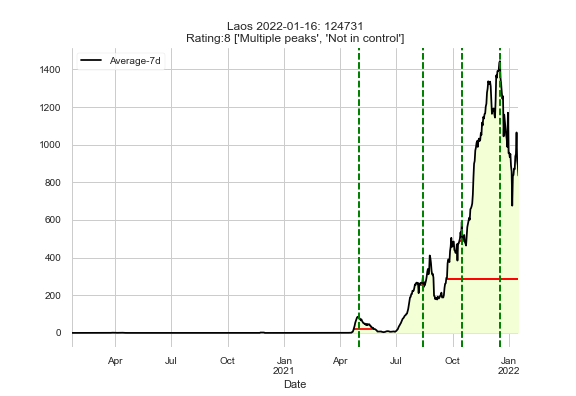 Laos 2022-01-16: 124731
Rating:8 ['Multiple peaks', 'Not in control']
Average-7d
1400
1200
1000
800
600
400
200
0
Apr Jul Oct Jan Apr Jul Oct Jan
2021 2022
Date